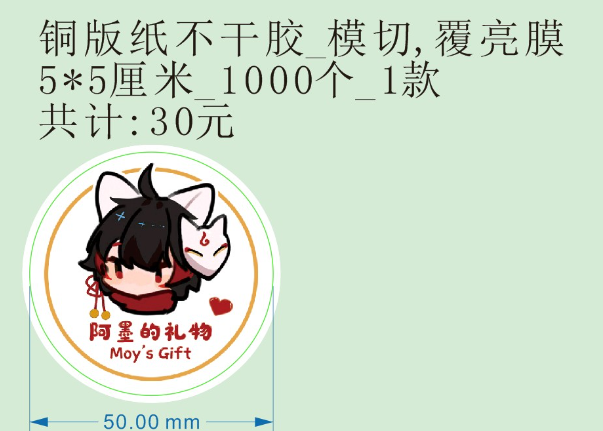 铜版纸不干胶_模切,覆亮膜
5*5厘米_1000个_1款
共计:30元
阿墨的礼物
Moy's Gift
50.00 mm